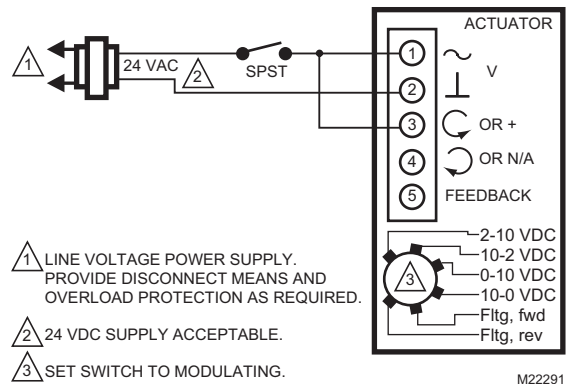 ACTUATOR
1
24 VAC
2
SPST
1
V
2
3
OR +
4
OR N/A
5
FEEDBACK
2-10 VDC
10-2 VDC
0-10 VDC
10-0 VDC
Fltg, fwd
Fltg, rev
3
1 LINE VOLTAGE POWER SUPPLY.
PROVIDE DISCONNECT MEANS AND
OVERLOAD PROTECTION AS REQUIRED.
2 24 VDC SUPPLY ACCEPTABLE.
3 SET SWITCH TO MODULATING.
M22291